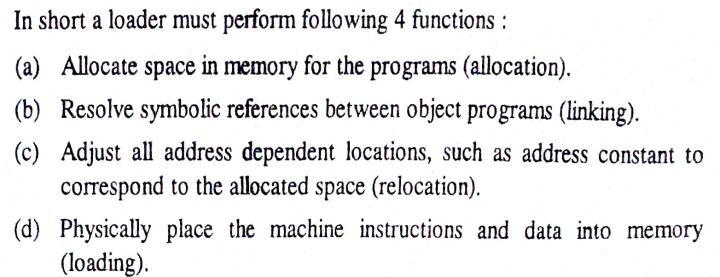 In short a loader must perform following 4 functions :
(a) Allocate space in memory for the programs (allocation).
(b) Resolve symbolic references between object programs (linking).
(c) Adjust all address dependent locations, such as address constant to
correspond to the allocated space (relocation).
(d) Physically place the machine instructions and data into memory
(loading).